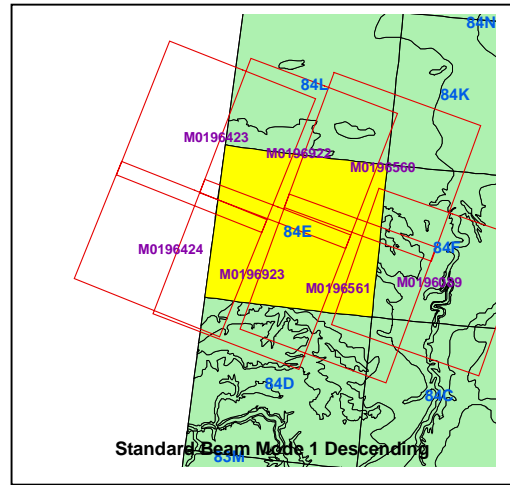 84N
84L
84K
M0196423
M0196922
M0196560
84E
84F
M0196424
M0196923
M0196561
M0196089
84D
84C
Standard Beam Mode 1 Descending
83M